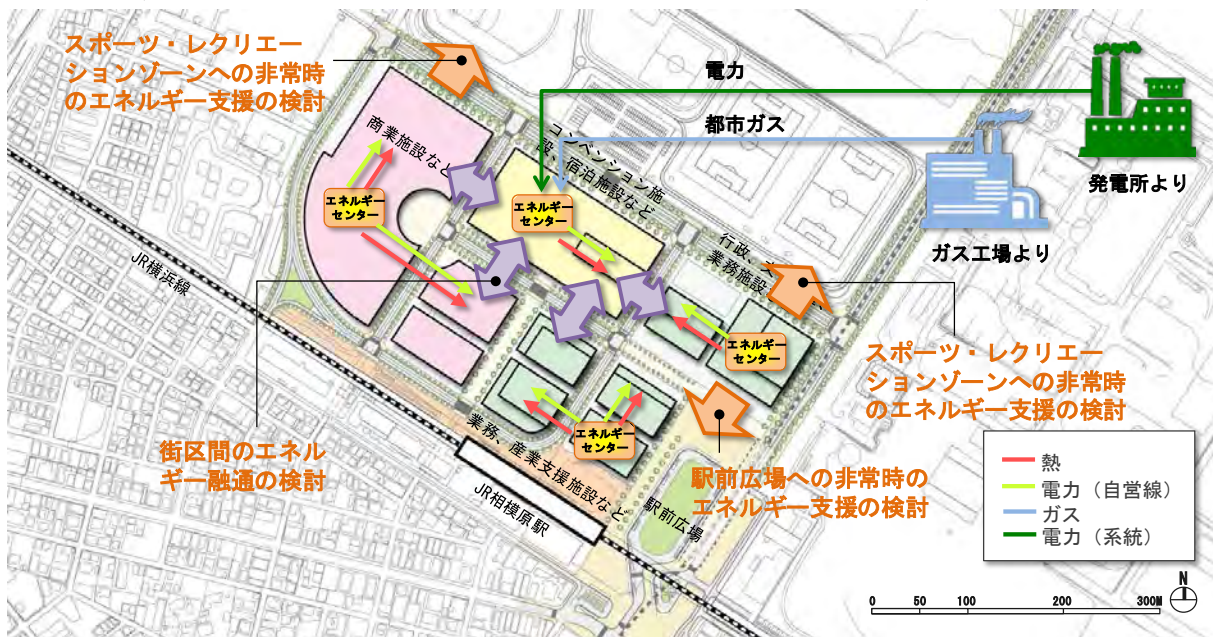 スポーツ・レクリエー
ションゾーンへの非常時
のエネルギー支援の検討
電力
都市ガス
発電所より
ガス工場より
商業施設など
コンベンション施
設、宿泊施設など
行政、
業務施設
エネルギー
センター
エネルギー
センター
エネルギー
センター
エネルギー
センター
JR横浜線
スポーツ・レクリエー
ションゾーンへの非常時
のエネルギー支援の検討
街区間のエネル
ギー融通の検討
業務、産業支援施設など
駅前広場への非常時の
エネルギー支援の検討
JR相模原駅
駅前広場
熱
電力（自営線）
ガス
電力（系統）
N
0 50 100 200 300M